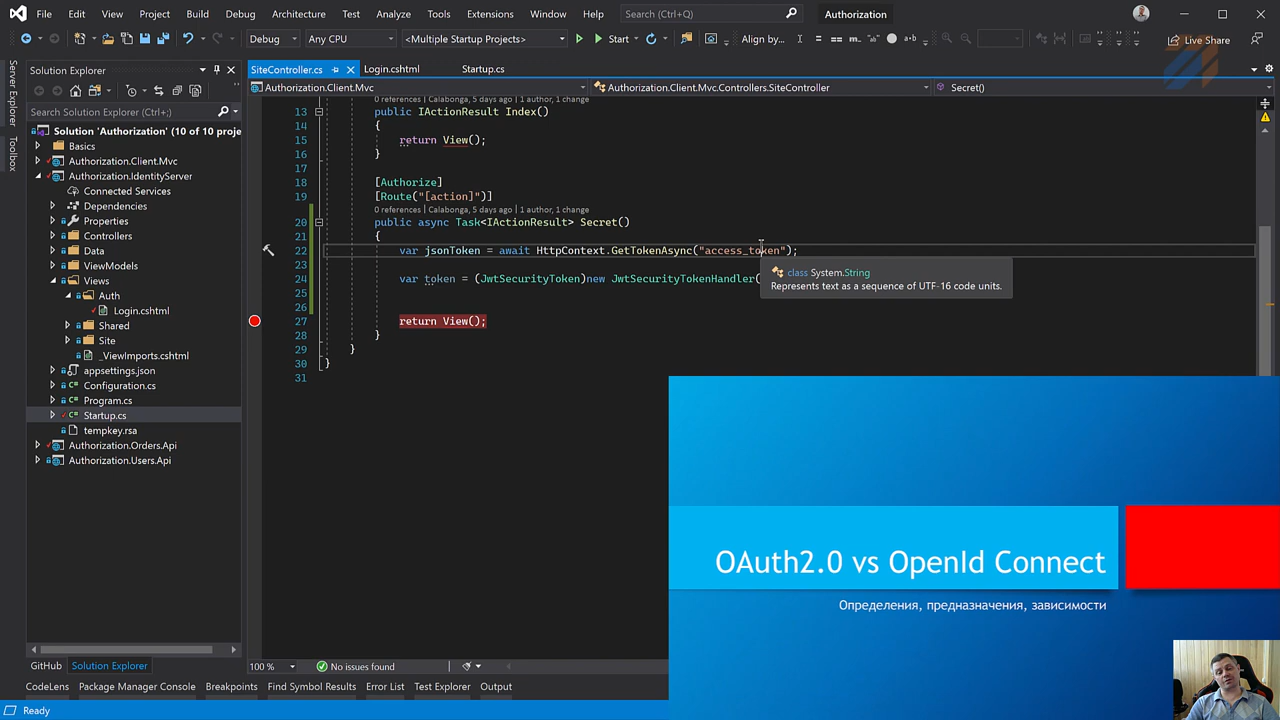 File Edit View Project Build Debug Architecture Test Analyze Tools Extensions Window Help Search (Ctrl+Q) Authorization
Debug Any CPU <Multiple Startup Projects> Start Align by... Live Share
Server Explorer
Toolbox
Solution Explorer
Search Solution Explorer (Ctrl+;)
Solution 'Authorization' (10 of 10 proje
Basics
Authorization.Client.Mvc
Authorization.IdentityServer
Connected Services
Dependencies
Properties
Controllers
Data
ViewModels
Views
Auth
Login.cshtml
Shared
Site
_ViewImports.cshtml
appsettings.json
Configuration.cs
Program.cs
Startup.cs
tempkey.rsa
Authorization.Orders.Api
Authorization.Users.Api
GitHub Solution Explorer
SiteController.cs Login.cshtml Startup.cs
Authorization.Client.Mvc Authorization.Client.Mvc.Controllers.SiteController Secret()
0 references | Calabonga, 5 days ago | 1 author, 1 change
13 public IActionResult Index()
14 {
15 return View();
16 }
17
18 [Authorize]
19 [Route("[action]")]
0 references | Calabonga, 5 days ago | 1 author, 1 change
20 public async Task<IActionResult> Secret()
21 {
22 var jsonToken = await HttpContext.GetTokenAsync("access_token");
23
24 var token = (JwtSecurityToken)new JwtSecurityTokenHandler(
26
27 return View();
28 }
29 }
30 }
31
class System.String
Represents text as a sequence of UTF-16 code units.
OAuth2.0 vs OpenId Connect
Определения, предназначения, зависимости
100 % No issues found
CodeLens Package Manager Console Breakpoints Find Symbol Results Error List Test Explorer Output
Ready